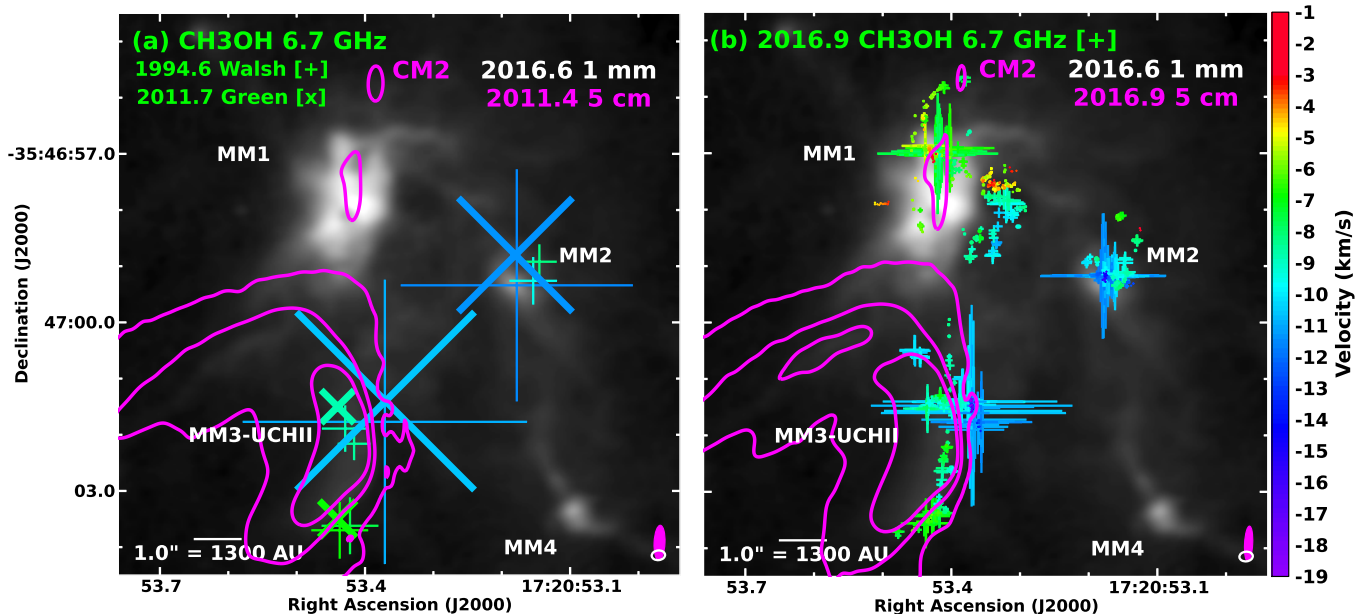 (a) CH3OH 6.7 GHz
1994.6 Walsh [+]
2011.7 Green [x]
CM2
2016.6 1 mm
2011.4 5 cm
MM1
MM2
MM3-UCHII
MM4
1.0" = 1300 AU
-35:46:57.0
47:00.0
03.0
Declination (J2000)
53.7
53.4
17:20:53.1
Right Ascension (J2000)
(b) 2016.9 CH3OH 6.7 GHz [+]
CM2
2016.6 1 mm
2016.9 5 cm
MM1
MM2
MM3-UCHII
MM4
1.0" = 1300 AU
53.7
53.4
17:20:53.1
Right Ascension (J2000)
-1
-2
-3
-4
-5
-6
-7
-8
-9
-10
-11
-12
-13
-14
-15
-16
-17
-18
-19
Velocity (km/s)